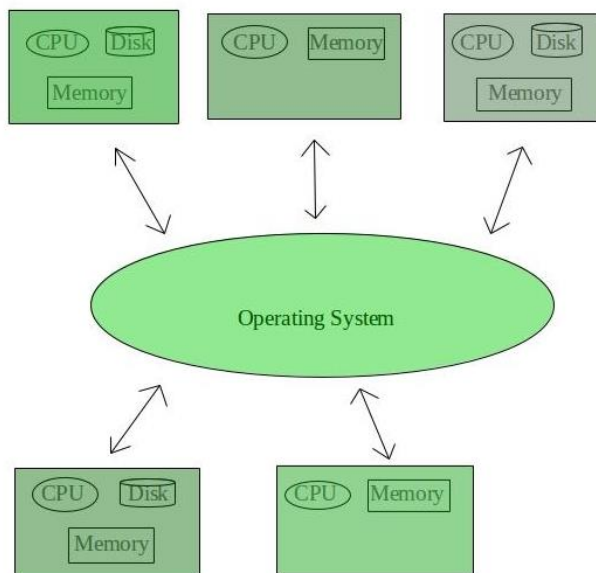 CPU Disk
Memory
CPU Memory
CPU Disk
Memory
Operating System
CPU Disk
Memory
CPU Memory